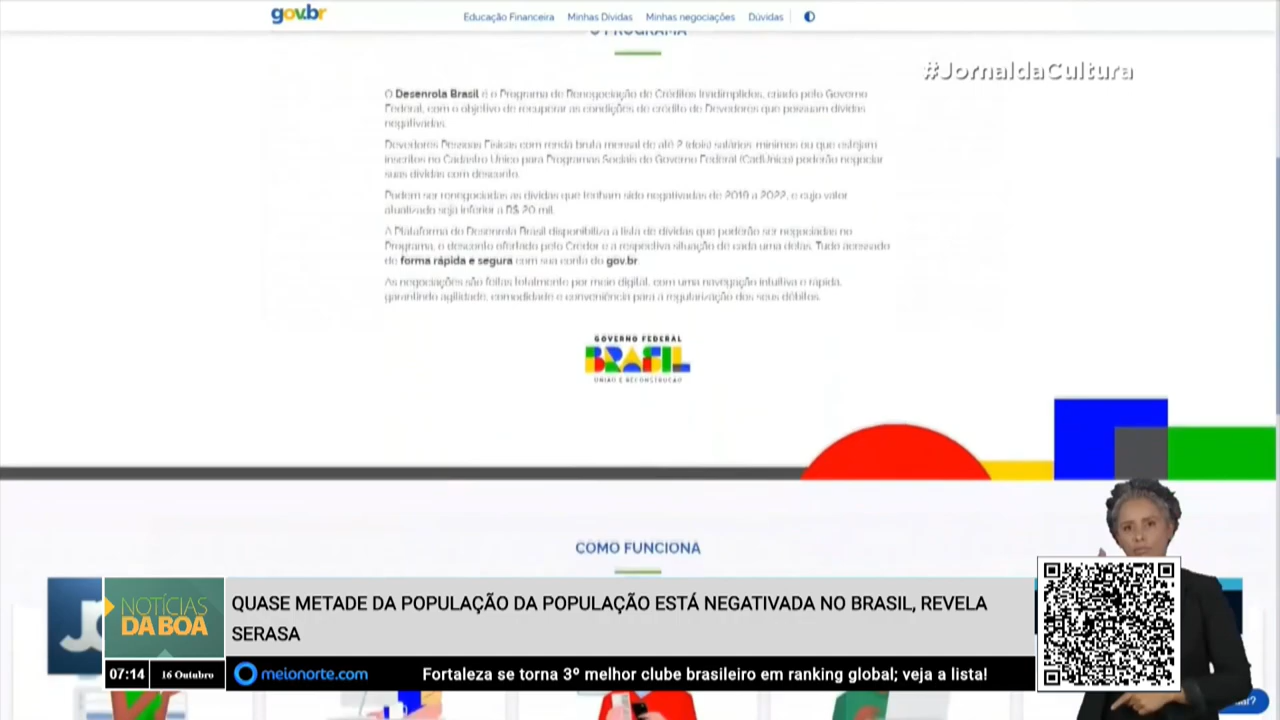 gov.br
Educação Financeira Minhas Dívidas Minhas negociações Dúvidas
O PROGRAMA
#JornaldaCultura
O Desenrola Brasil é o Programa de Renegociação de Créditos Inadimplidos, criado pelo Governo
Federal, com o objetivo de recuperar as condições de crédito de Devedores que possuam dívidas
negativadas.
Devedores Pessoas Físicas com renda bruta mensal de até 2 (dois) salários mínimos ou que estejam
inscritos no Cadastro Único para Programas Sociais do Governo Federal (CadÚnico) poderão negociar
suas dívidas com desconto.
Podem ser renegociadas as dívidas que tenham sido negativadas de 2019 a 2022, e cujo valor
atualizado seja inferior a R$ 20 mil.
A Plataforma do Desenrola Brasil disponibiliza a lista de dívidas que poderão ser negociadas no
Programa, o desconto ofertado pelo Credor e a respectiva situação de cada uma delas. Tudo acessado
de forma rápida e segura com sua conta do gov.br.
As negociações são feitas totalmente por meio digital, com uma navegação intuitiva e rápida,
garantindo agilidade, comodidade e conveniência para a regularização dos seus débitos.
GOVERNO FEDERAL
BRASIL
UNIÃO E RECONSTRUÇÃO
COMO FUNCIONA
NOTÍCIAS
DA BOA
QUASE METADE DA POPULAÇÃO DA POPULAÇÃO ESTÁ NEGATIVADA NO BRASIL, REVELA
SERASA
07:14 16 Outubro
meionorte.com
Fortaleza se torna 3º melhor clube brasileiro em ranking global; veja a lista!